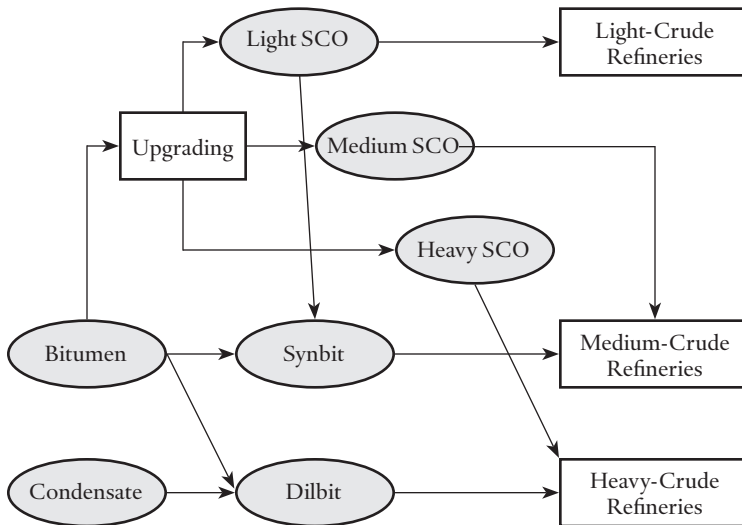 Light SCO
Light-Crude
Refineries
Upgrading
Medium SCO
Heavy SCO
Bitumen
Synbit
Medium-Crude
Refineries
Condensate
Dilbit
Heavy-Crude
Refineries